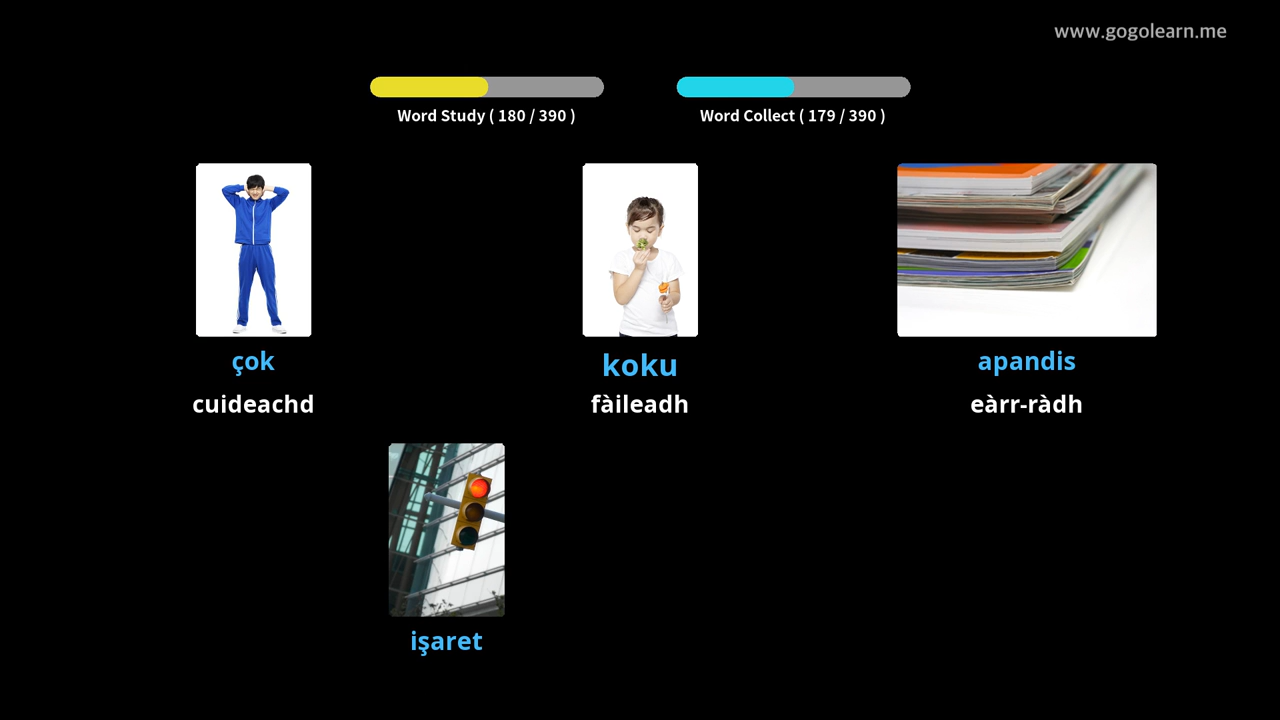 www.gogolearn.me
Word Study ( 180 / 390 )
Word Collect ( 179 / 390 )
çok
koku
apandis
cuideachd
fàileadh
eàrr-ràdh
işaret